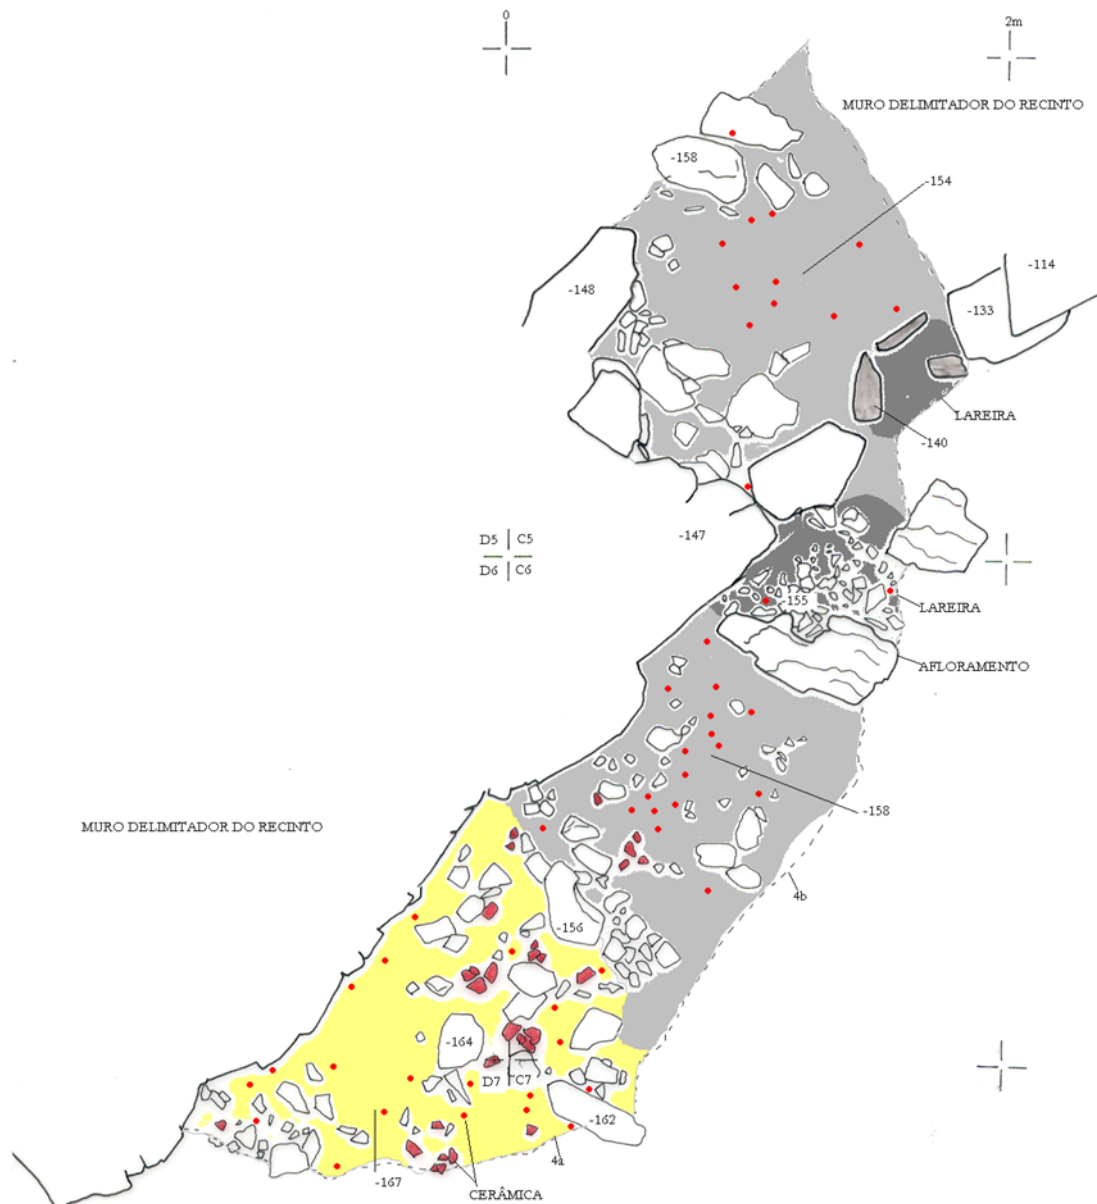 0
2m
MURO DELIMITADOR DO RECINTO
-158
-154
-114
-148
-133
LAREIRA
-140
-147
D5 C5
D6 C6
-155
LAREIRA
AFLORAMENTO
-158
MURO DELIMITADOR DO RECINTO
4b
-156
-164
D7 C7
-162
4a
-167
CERÂMICA